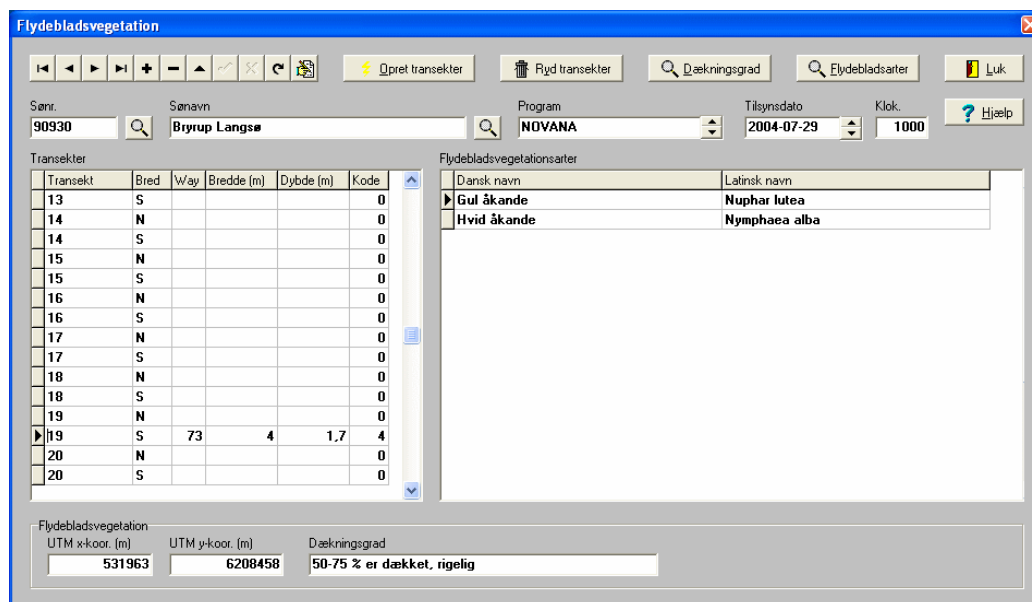 Flydebladsvegetation
Opret transekter
Ryd transekter
Dækningsgrad
Flydebladsarter
Luk
Sønr.
Sønavn
Program
Tilsynsdato
Klok.
Hjælp
90930
Bryrup Langsø
NOVANA
2004-07-29
1000
Transekter
Flydebladsvegetationsarter
Transekt Bred Way Bredde (m) Dybde (m) Kode
Dansk navn Latinsk navn
Gul åkande Nuphar lutea
Hvid åkande Nymphaea alba
13 S 0
14 N 0
14 S 0
15 N 0
15 S 0
16 N 0
16 S 0
17 N 0
17 S 0
18 N 0
18 S 0
19 N 0
19 S 73 4 1,7 4
20 N 0
20 S 0
Flydebladsvegetation
UTM x-koor. (m)
UTM y-koor. (m)
Dækningsgrad
531963
6208458
50-75 % er dækket, rigelig